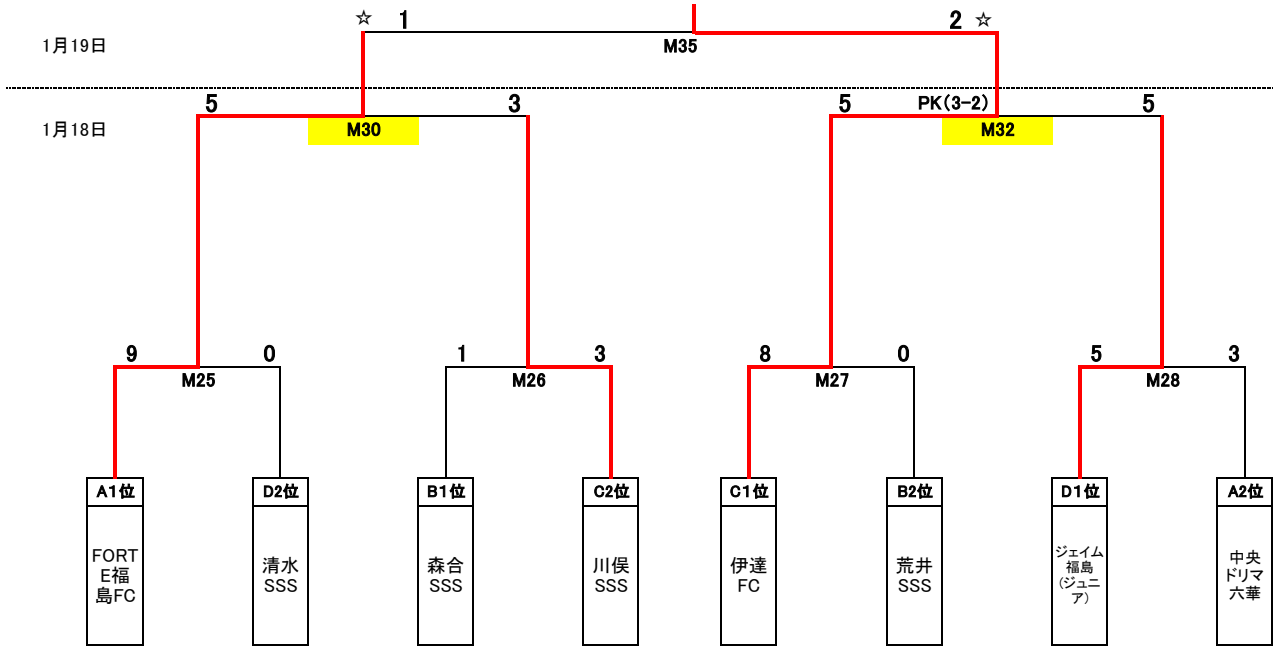 ☆ 1 2 ☆
1月19日
M35
5 3 5 PK(3-2) 5
1月18日
M30 M32
9 0 1 3 8 0 5 3
M25 M26 M27 M28
A1位 D2位 B1位 C2位 C1位 B2位 D1位 A2位
FORT
E福
島FC
清水
SSS
森合
SSS
川俣
SSS
伊達
FC
荒井
SSS
ジェイム
福島
(ジュニ
ア)
中央
ドリマ
六華